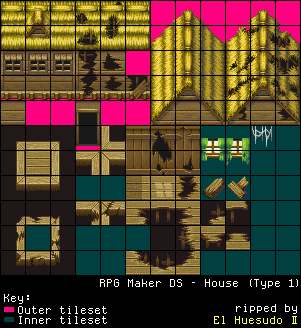 RPG Maker DS - House (Type 1)
Key:
Outer tileset
Inner tileset
ripped by
El Huesudo II